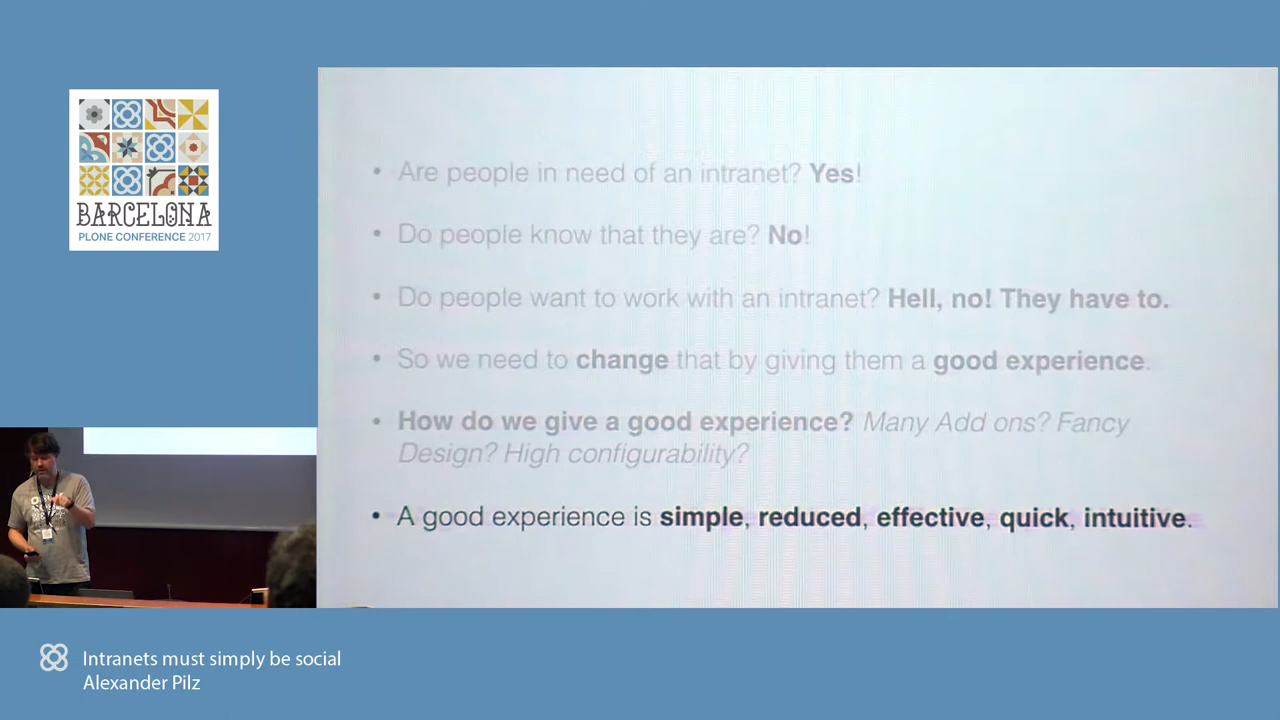 BARCELONA
PLONE CONFERENCE 2017
• Are people in need of an intranet? Yes!
• Do people know that they are? No!
• Do people want to work with an intranet? Hell, no! They have to.
• So we need to change that by giving them a good experience.
• How do we give a good experience? Many Add ons? Fancy
Design? High configurability?
• A good experience is simple, reduced, effective, quick, intuitive.
Intranets must simply be social
Alexander Pilz